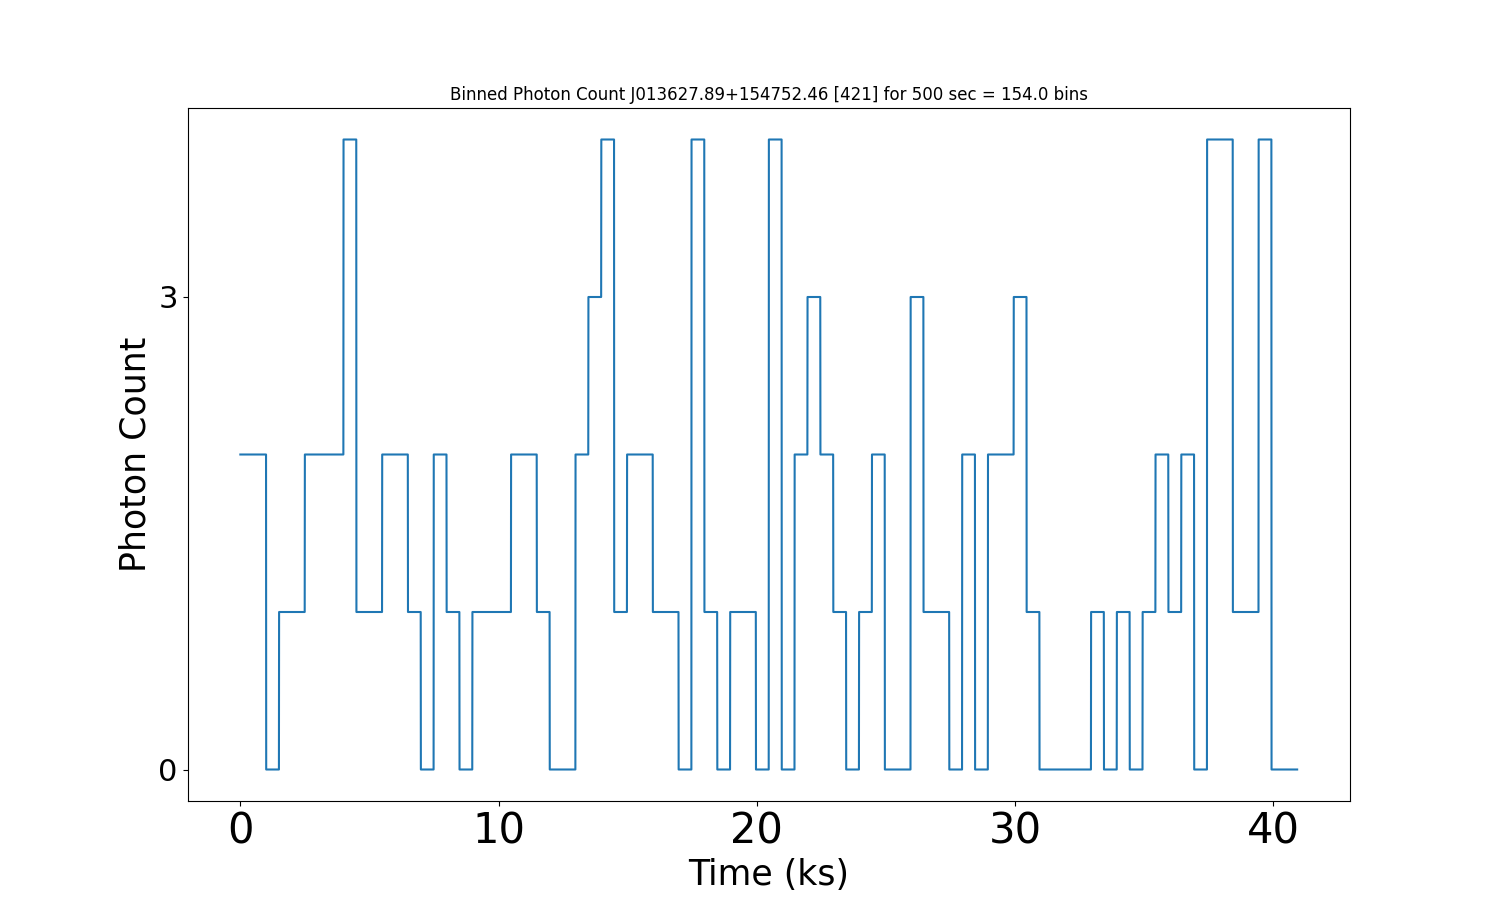 Binned Photon Count J013627.89+154752.46 [421] for 500 sec = 154.0 bins
Photon Count
3
0
0 10 20 30 40
Time (ks)